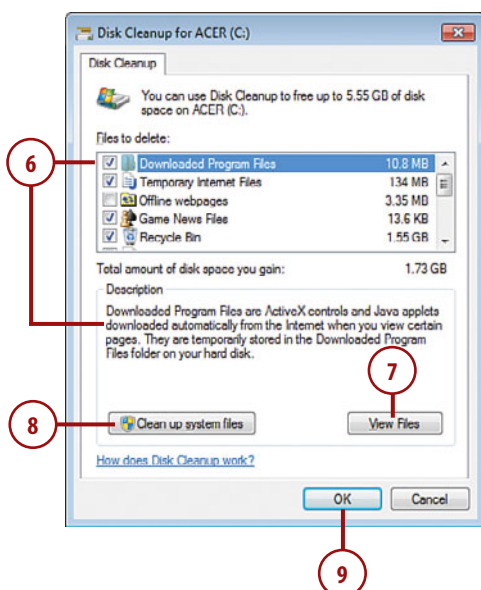 Disk Cleanup for ACER (C:)
Disk Cleanup
You can use Disk Cleanup to free up to 5.55 GB of disk
space on ACER (C:).
Files to delete:
6
Downloaded Program Files 10.8 MB
Temporary Internet Files 134 MB
Offline webpages 3.35 MB
Game News Files 13.6 KB
Recycle Bin 1.55 GB
Total amount of disk space you gain: 1.73 GB
Description
Downloaded Program Files are ActiveX controls and Java applets
downloaded automatically from the Internet when you view certain
pages. They are temporarily stored in the Downloaded Program
Files folder on your hard disk.
7
8
Clean up system files View Files
How does Disk Cleanup work?
OK Cancel
9